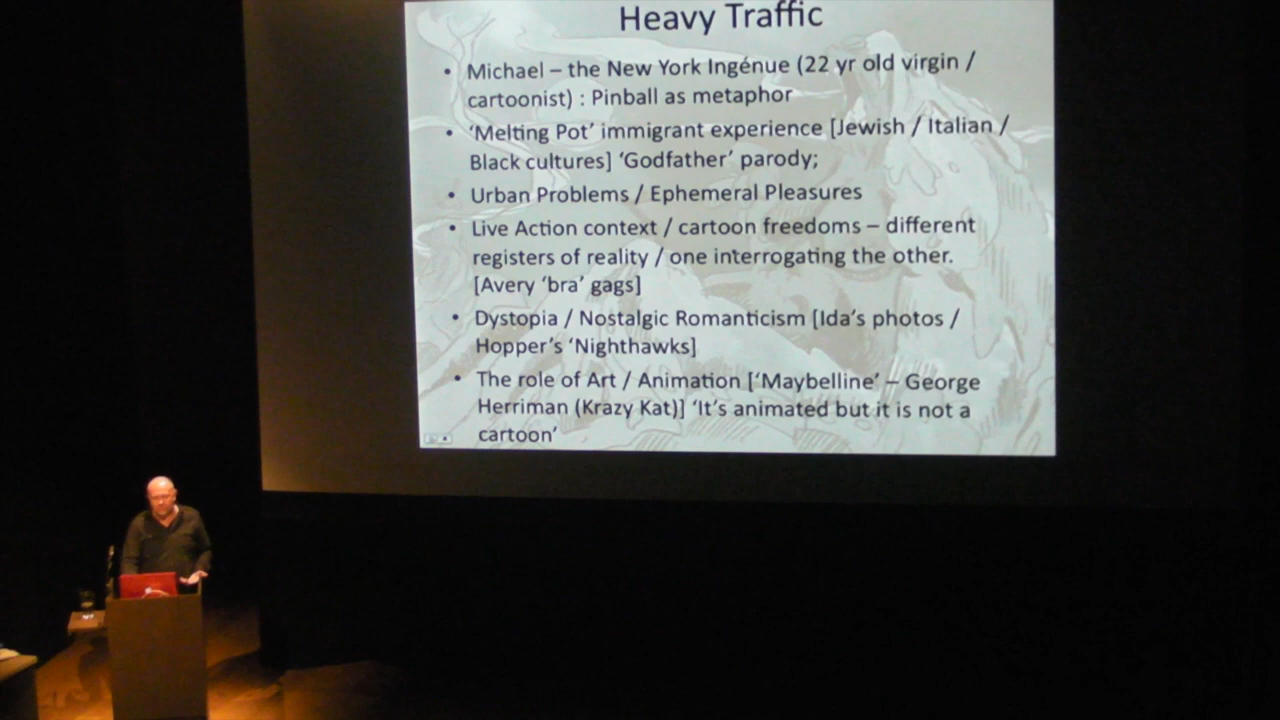 Heavy Traffic
• Michael – the New York Ingénue (22 yr old virgin /
cartoonist) : Pinball as metaphor
• ‘Melting Pot’ immigrant experience [Jewish / Italian /
Black cultures] ‘Godfather’ parody;
• Urban Problems / Ephemeral Pleasures
• Live Action context / cartoon freedoms – different
registers of reality / one interrogating the other.
[Avery ‘bra’ gags]
• Dystopia / Nostalgic Romanticism [Ida’s photos /
Hopper’s ‘Nighthawks]
• The role of Art / Animation [‘Maybelline’ – George
Herriman (Krazy Kat)] ‘It’s animated but it is not a
cartoon’